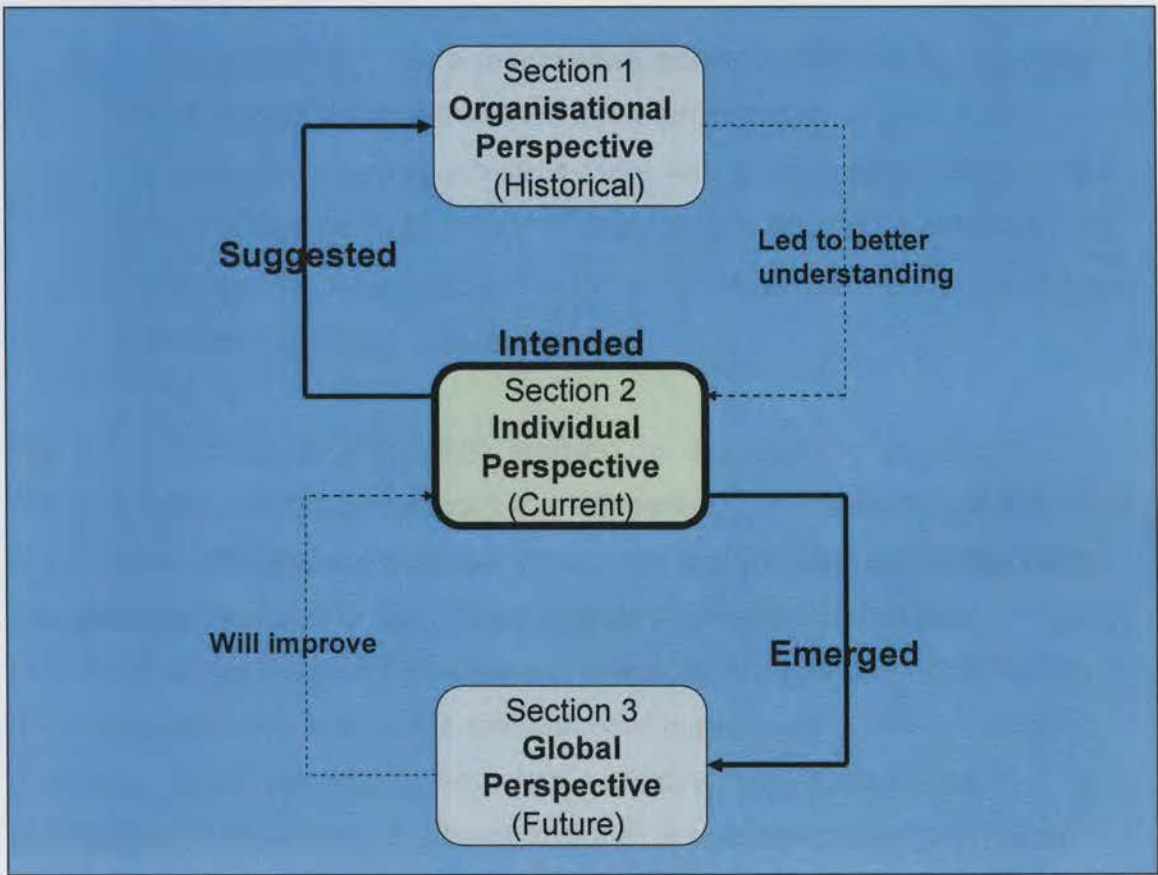 Section 1
Organisational
Perspective
(Historical)
Suggested
Led to better
understanding
Intended
Section 2
Individual
Perspective
(Current)
Will improve
Emerged
Section 3
Global
Perspective
(Future)